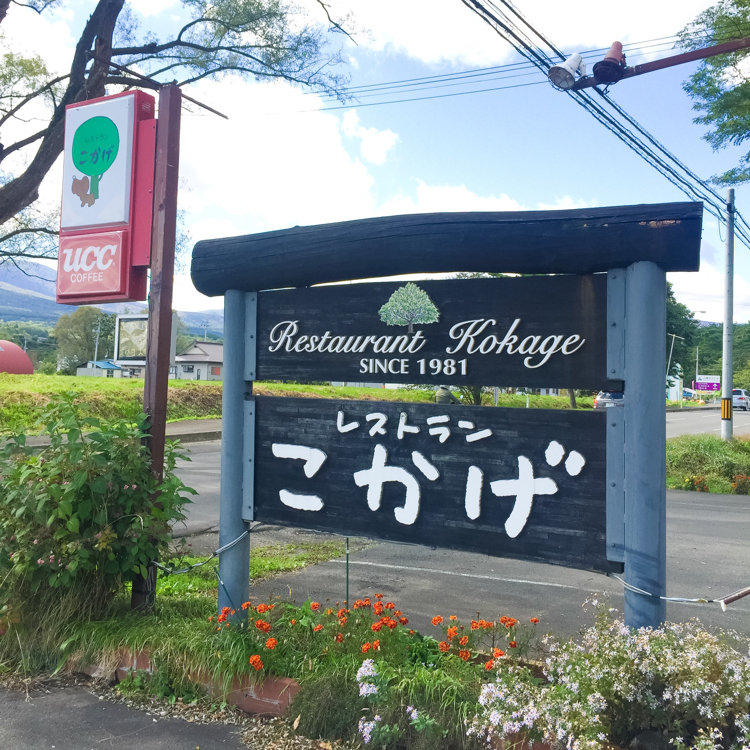 レストラン
こかげ
UCC
COFFEE
Restaurant Kokage
SINCE 1981
レストラン
こかげ